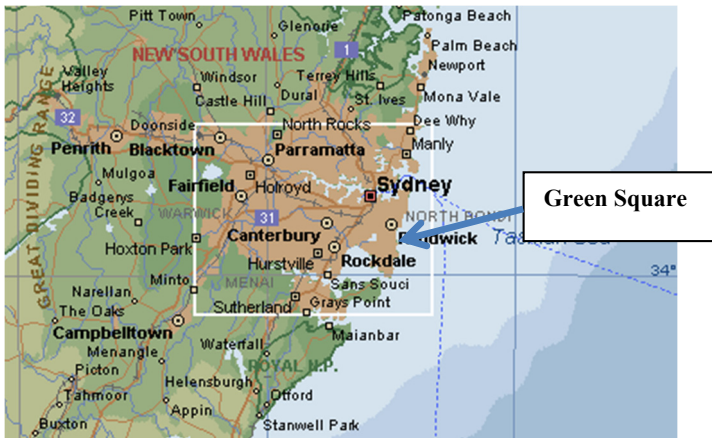 Pitt Town
Glenorie
Patonga Beach
NEW SOUTH WALES
1
Palm Beach
Newport
Valley
Heights
Windsor
Dural
Terrey Hills
Castle Hill
St. Ives
Mona Vale
32
Doonside
North Rocks
Dee Why
Penrith
Blacktown
Parramatta
Manly
Mulgoa
Fairfield
Holroyd
Sydney
Green Square
Badgerys
Creek
WARWICK
31
NORTH BONDI
Canterbury
Hoxton Park
Hurstville
Rockdale
GREAT DIVIDING RANGE
34°
Minto
MENAI
Sans Souci
Narellan
The Oaks
Sutherland
Grays Point
Campbelltown
Maianbar
Menangle
Waterfall
ROYAL N.P.
Picton
Helensburgh
Otford
Tahmoor
Appin
Stanwell Park
Buxton